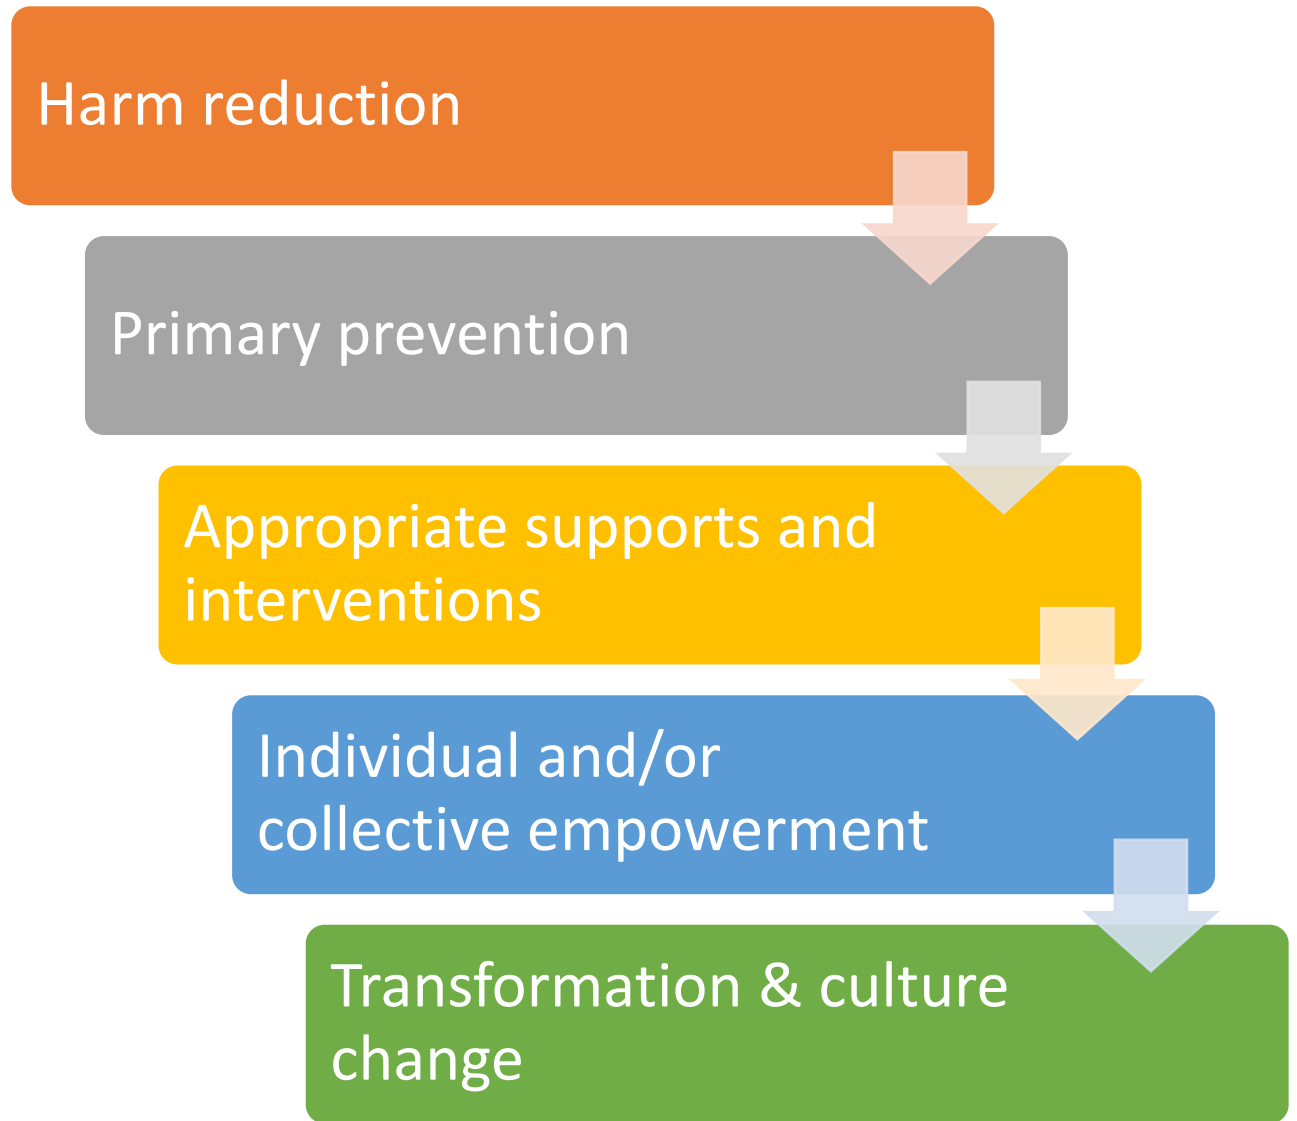 Harm reduction
Primary prevention
Appropriate supports and
interventions
Individual and/or
collective empowerment
Transformation & culture
change